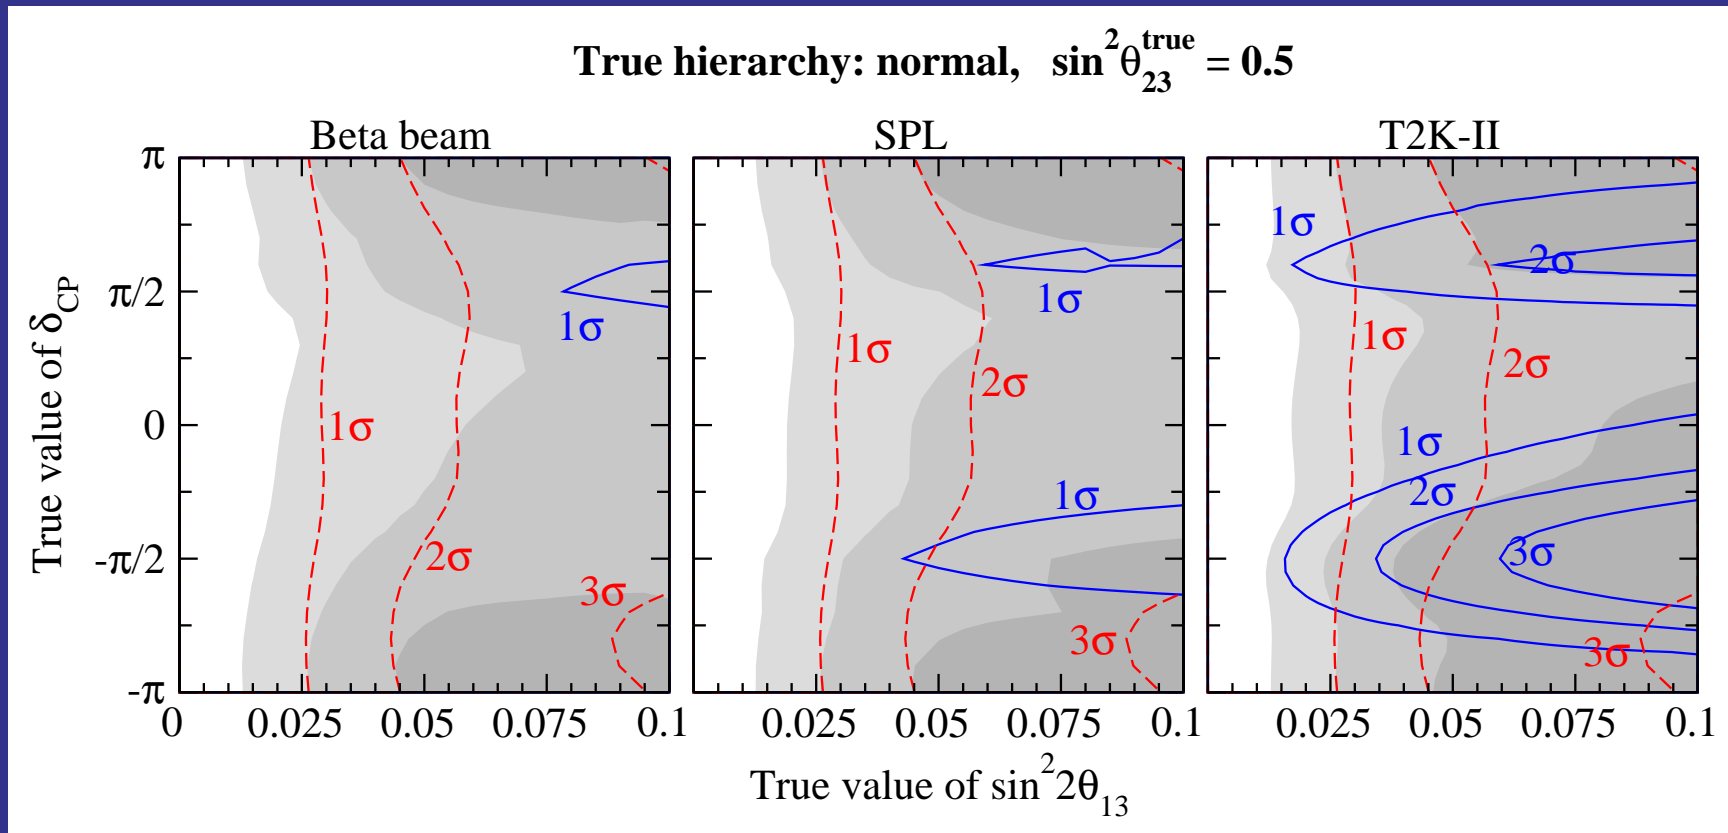 True hierarchy: normal, sin²θ₂₃^true = 0.5
Beta beam SPL T2K-II
True value of δ_CP
π
π/2
0
-π/2
-π
1σ
1σ
2σ
3σ
1σ
1σ
2σ
1σ
3σ
1σ
2σ
1σ
2σ
1σ
2σ
3σ
3σ
0 0.025 0.05 0.075 0.1 0.025 0.05 0.075 0.1 0.025 0.05 0.075 0.1
True value of sin²2θ₁₃